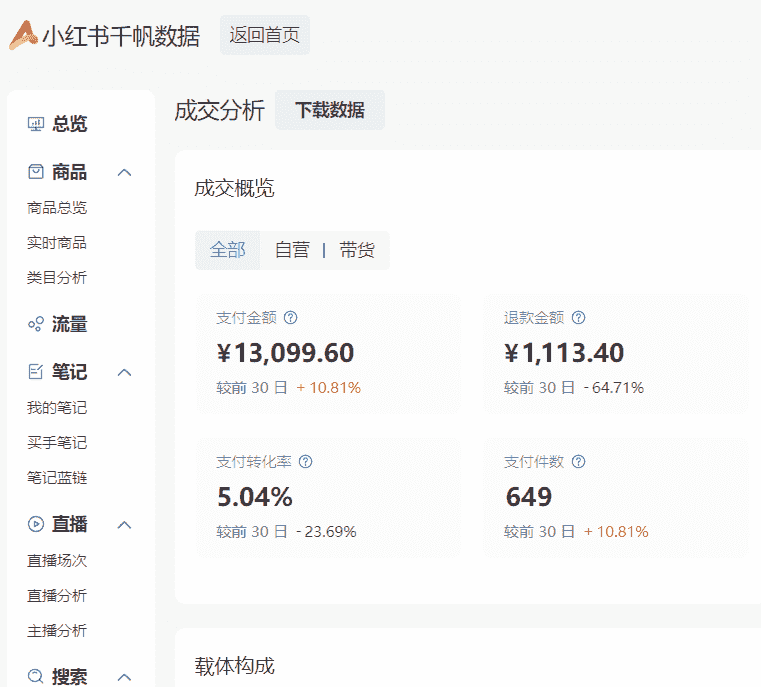 小红书千帆数据 返回首页
总览
商品
商品总览
实时商品
类目分析
流量
笔记
我的笔记
买手笔记
笔记蓝链
直播
直播场次
直播分析
主播分析
搜索
成交分析 下载数据
成交概览
全部 自营 | 带货
支付金额
¥13,099.60
较前 30 日 + 10.81%
退款金额
¥1,113.40
较前 30 日 - 64.71%
支付转化率
5.04%
较前 30 日 - 23.69%
支付件数
649
较前 30 日 + 10.81%
载体构成